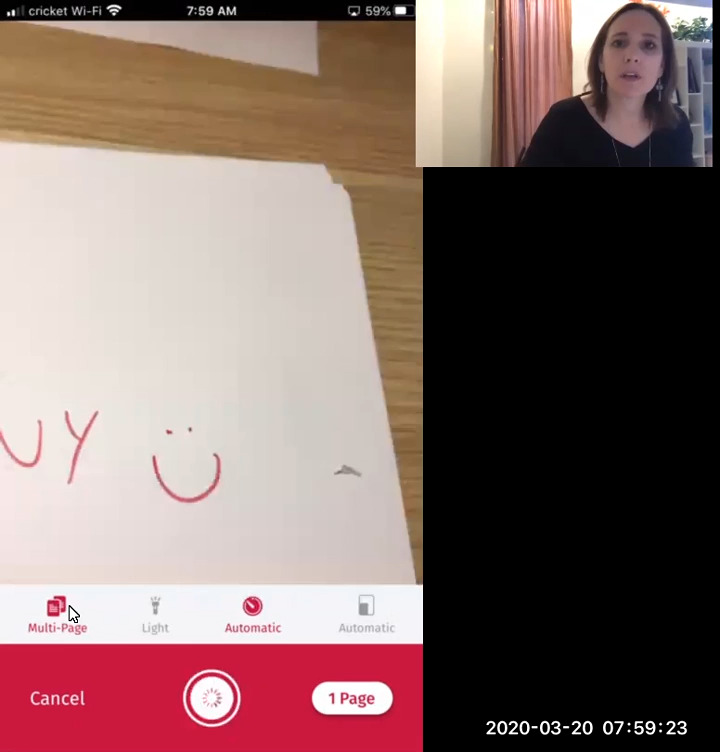 cricket Wi-Fi 7:59 AM 59%
UY
Multi-Page Light Automatic Automatic
Cancel 1 Page
2020-03-20 07:59:23